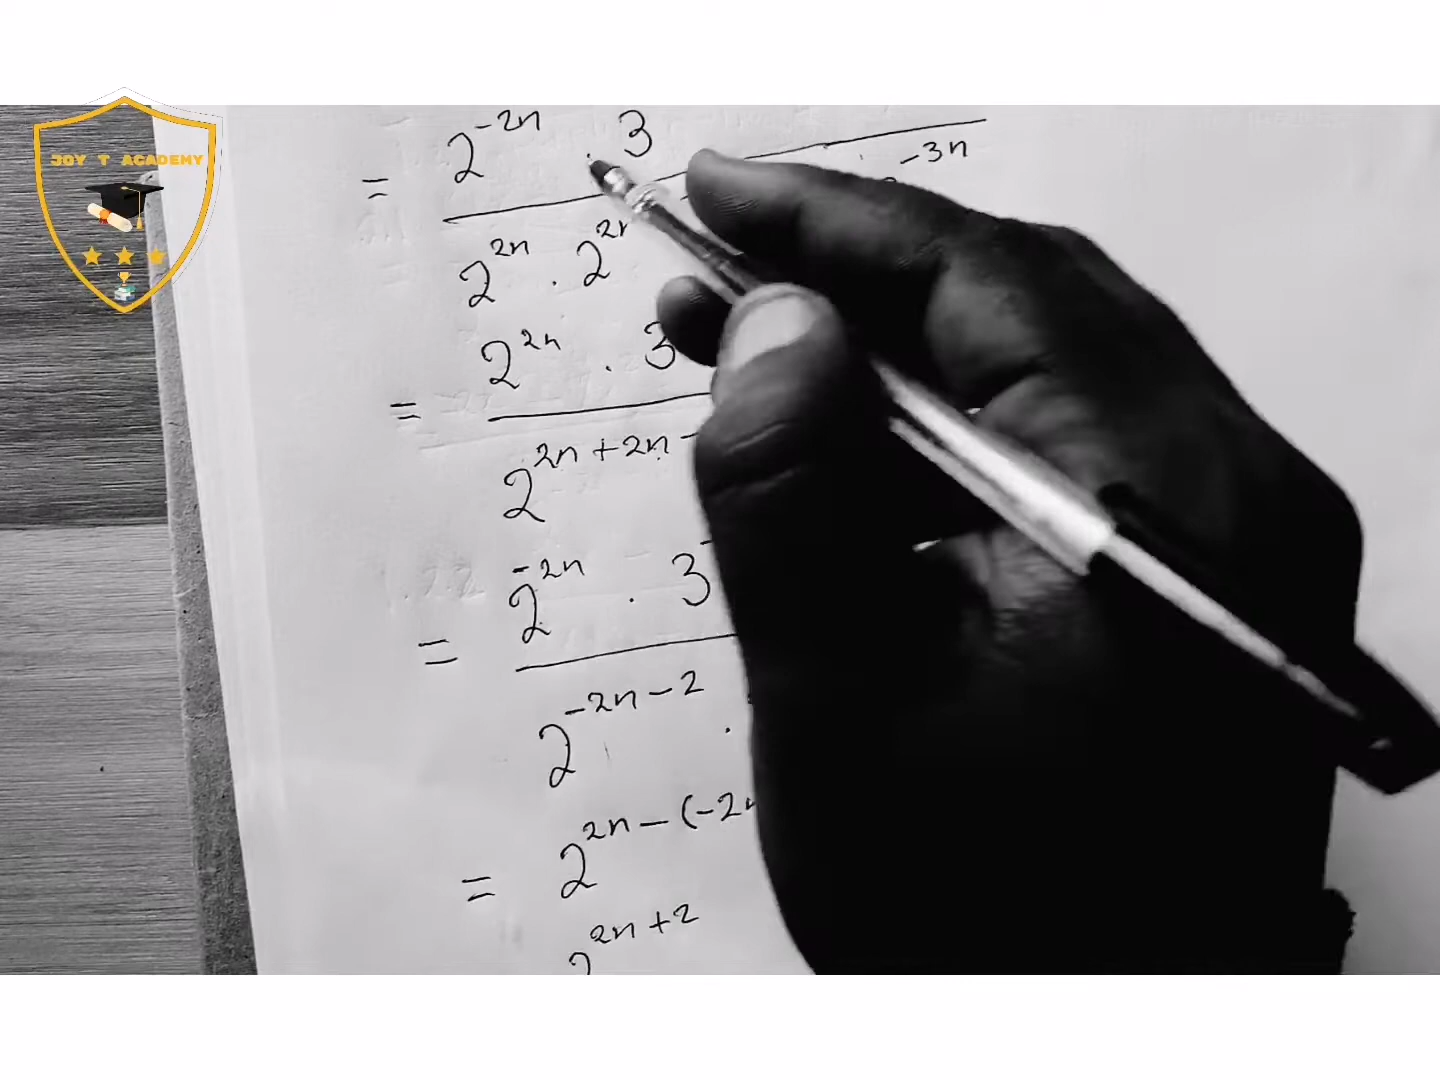 JOY T ACADEMY
= 2^{-2n} . 3
2^{2n} . 2^{2n} ^{-3n}
2^{2n} . 3
=
2^{2n + 2n -}
= 2^{-2n} . 3^{-}
2^{-2n - 2} .
= 2^{2n - (-2n}
2^{2n + 2}